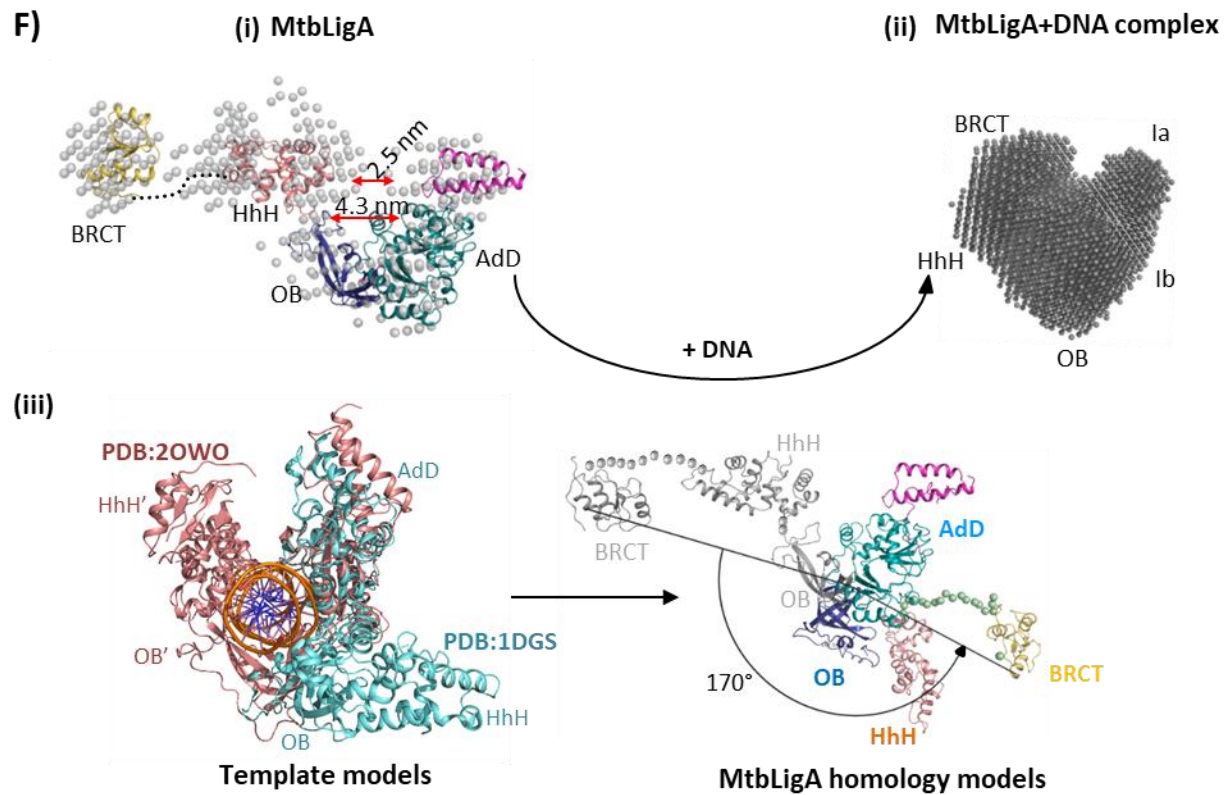 F)
(i) MtbLigA
(ii) MtbLigA+DNA complex
BRCT
HhH
2.5 nm
4.3 nm
OB
AdD
+ DNA
BRCT
Ia
HhH
Ib
OB
(iii)
PDB:2OWO
HhH’
AdD
OB’
PDB:1DGS
HhH
OB
Template models
HhH
BRCT
AdD
OB
OB
170°
BRCT
HhH
MtbLigA homology models